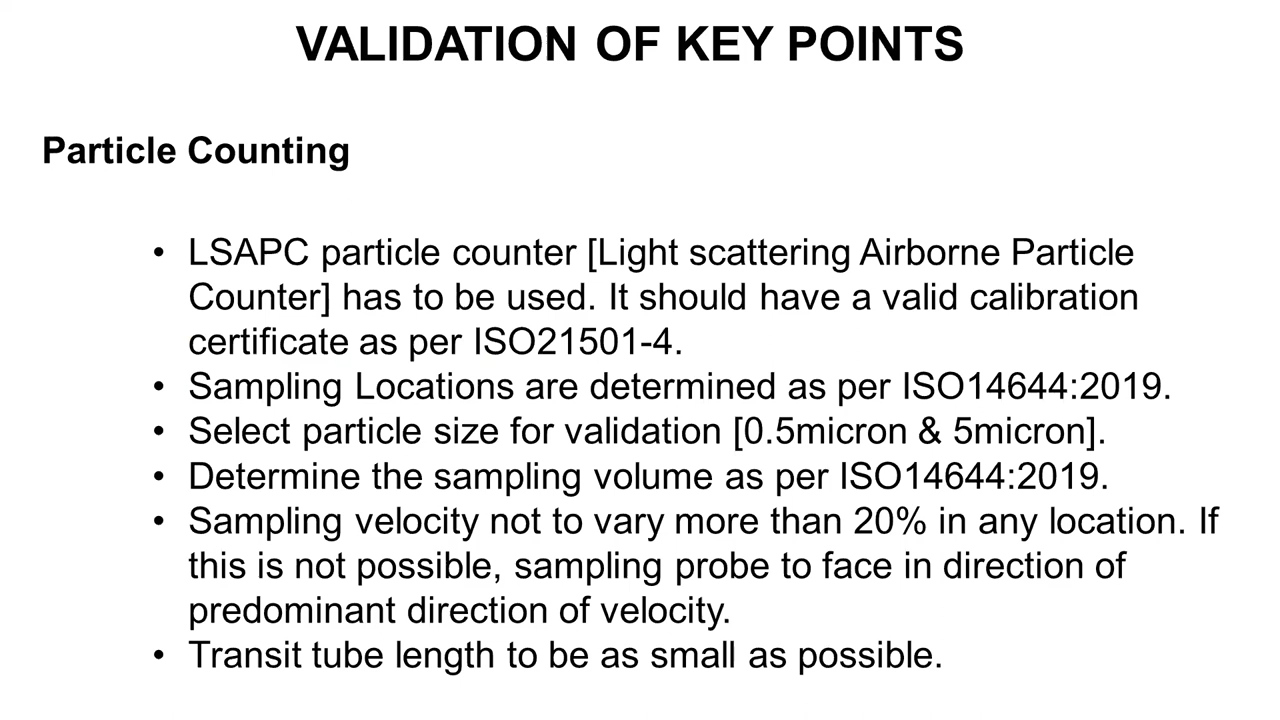 VALIDATION OF KEY POINTS
Particle Counting
• LSAPC particle counter [Light scattering Airborne Particle
Counter] has to be used. It should have a valid calibration
certificate as per ISO21501-4.
• Sampling Locations are determined as per ISO14644:2019.
• Select particle size for validation [0.5micron & 5micron].
• Determine the sampling volume as per ISO14644:2019.
• Sampling velocity not to vary more than 20% in any location. If
this is not possible, sampling probe to face in direction of
predominant direction of velocity.
• Transit tube length to be as small as possible.